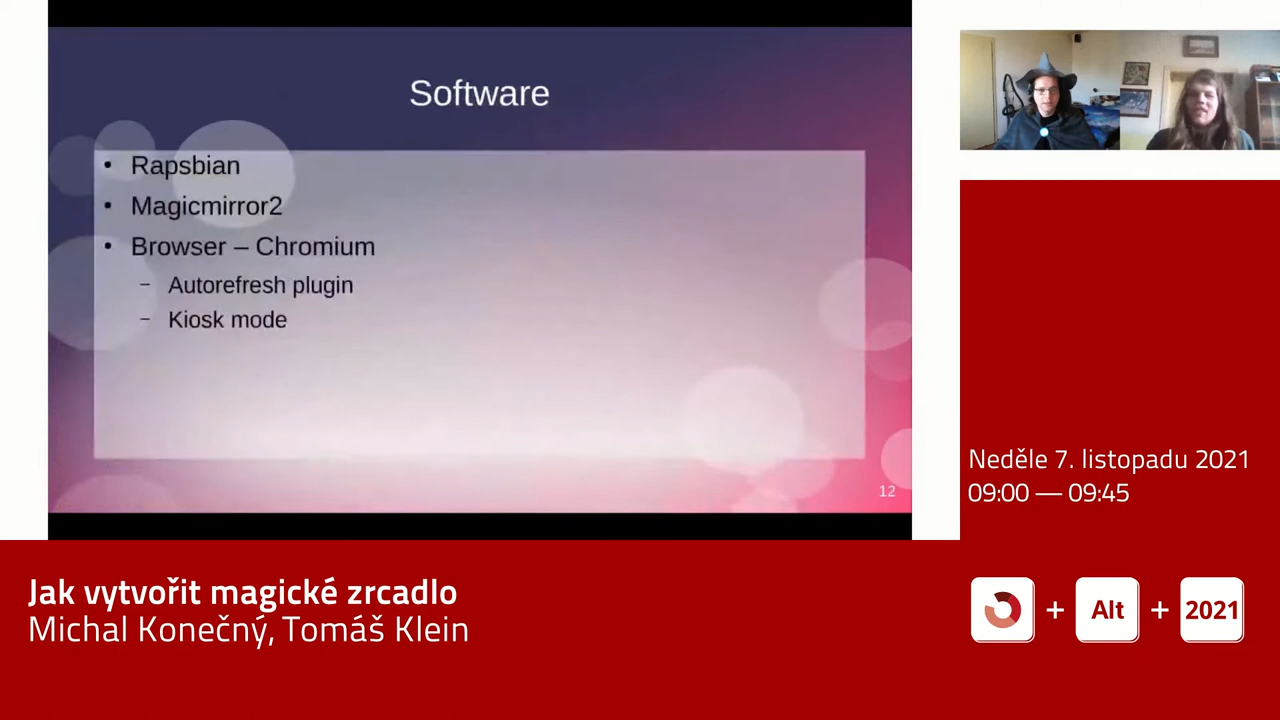 Software
• Rapsbian
• Magicmirror2
• Browser – Chromium
– Autorefresh plugin
– Kiosk mode
12
Neděle 7. listopadu 2021
09:00 — 09:45
Jak vytvořit magické zrcadlo
Michal Konečný, Tomáš Klein
+ Alt + 2021